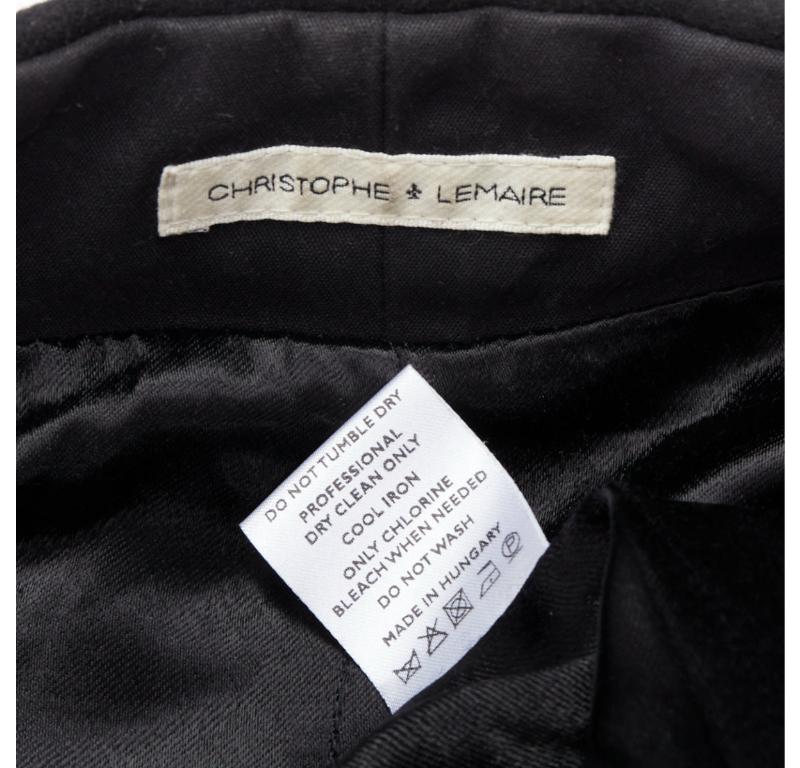 CHRISTOPHE ♣ LEMAIRE
DO NOT TUMBLE DRY
PROFESSIONAL
DRY CLEAN ONLY
COOL IRON
ONLY CHLORINE
BLEACH WHEN NEEDED
DO NOT WASH
MADE IN HUNGARY
P